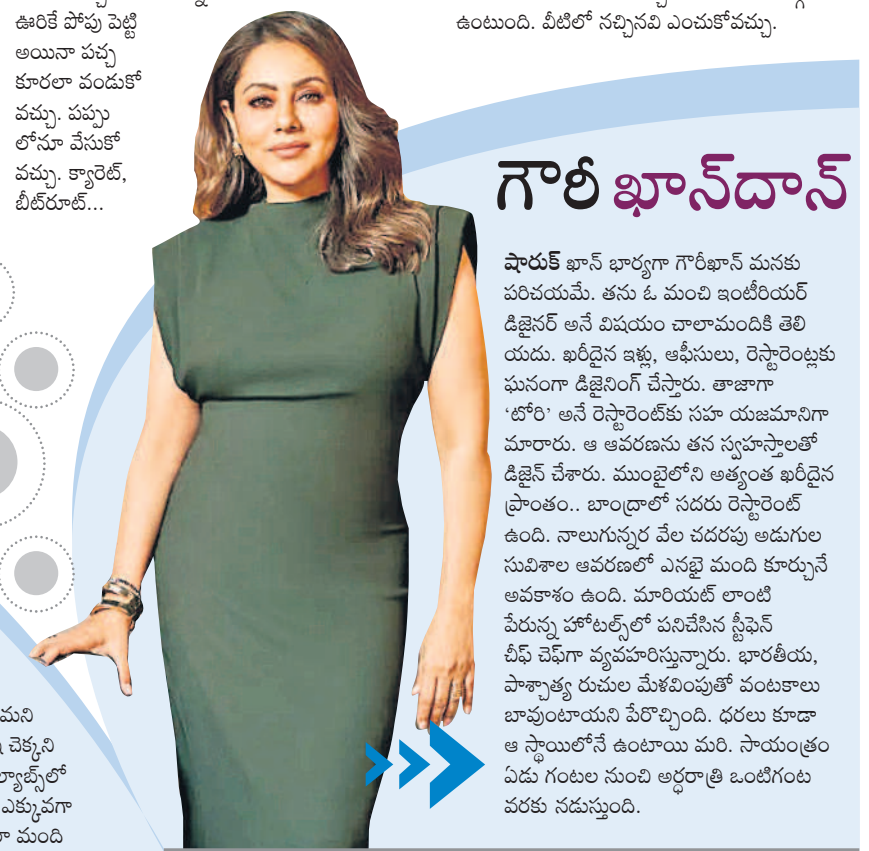 ఊరికే పోపు పెట్టి
అయినా పచ్చ
కూరలా వండుకో
వచ్చు. పప్పు
లోనూ వేసుకో
వచ్చు. క్యారెట్,
బీట్‌రూట్...
ఉంటుంది. వీటిలో నచ్చినవి ఎంచుకోవచ్చు.
గౌరీ ఖాన్‌దాన్
షారుక్ ఖాన్ భార్యగా గౌరీఖాన్ మనకు
పరిచయమే. తను ఓ మంచి ఇంటీరియర్
డిజైనర్ అనే విషయం చాలామందికి తెలి
యదు. ఖరీదైన ఇళ్లు, ఆఫీసులు, రెస్టారెంట్లకు
ఘనంగా డిజైనింగ్ చేస్తారు. తాజాగా
‘టోరి’ అనే రెస్టారెంట్‌కు సహ యజమానిగా
మారారు. ఆ ఆవరణను తన స్వహస్తాలతో
డిజైన్ చేశారు. ముంబైలోని అత్యంత ఖరీదైన
ప్రాంతం.. బాంద్రాలో సదరు రెస్టారెంట్
ఉంది. నాలుగున్నర వేల చదరపు అడుగుల
సువిశాల ఆవరణలో ఎనభై మంది కూర్చునే
అవకాశం ఉంది. మారియట్ లాంటి
పేరున్న హోటల్స్‌లో పనిచేసిన స్టీఫెన్
చీఫ్ చెఫ్‌గా వ్యవహరిస్తున్నారు. భారతీయ,
పాశ్చాత్య రుచుల మేళవింపుతో వంటకాలు
బావుంటాయని పేరొచ్చింది. ధరలు కూడా
ఆ స్థాయిలోనే ఉంటాయి మరి. సాయంత్రం
ఏడు గంటల నుంచి అర్ధరాత్రి ఒంటిగంట
వరకు నడుస్తుంది.
మని
చెక్కని
ల్యాబ్స్‌లో
ఎక్కువగా
మంది